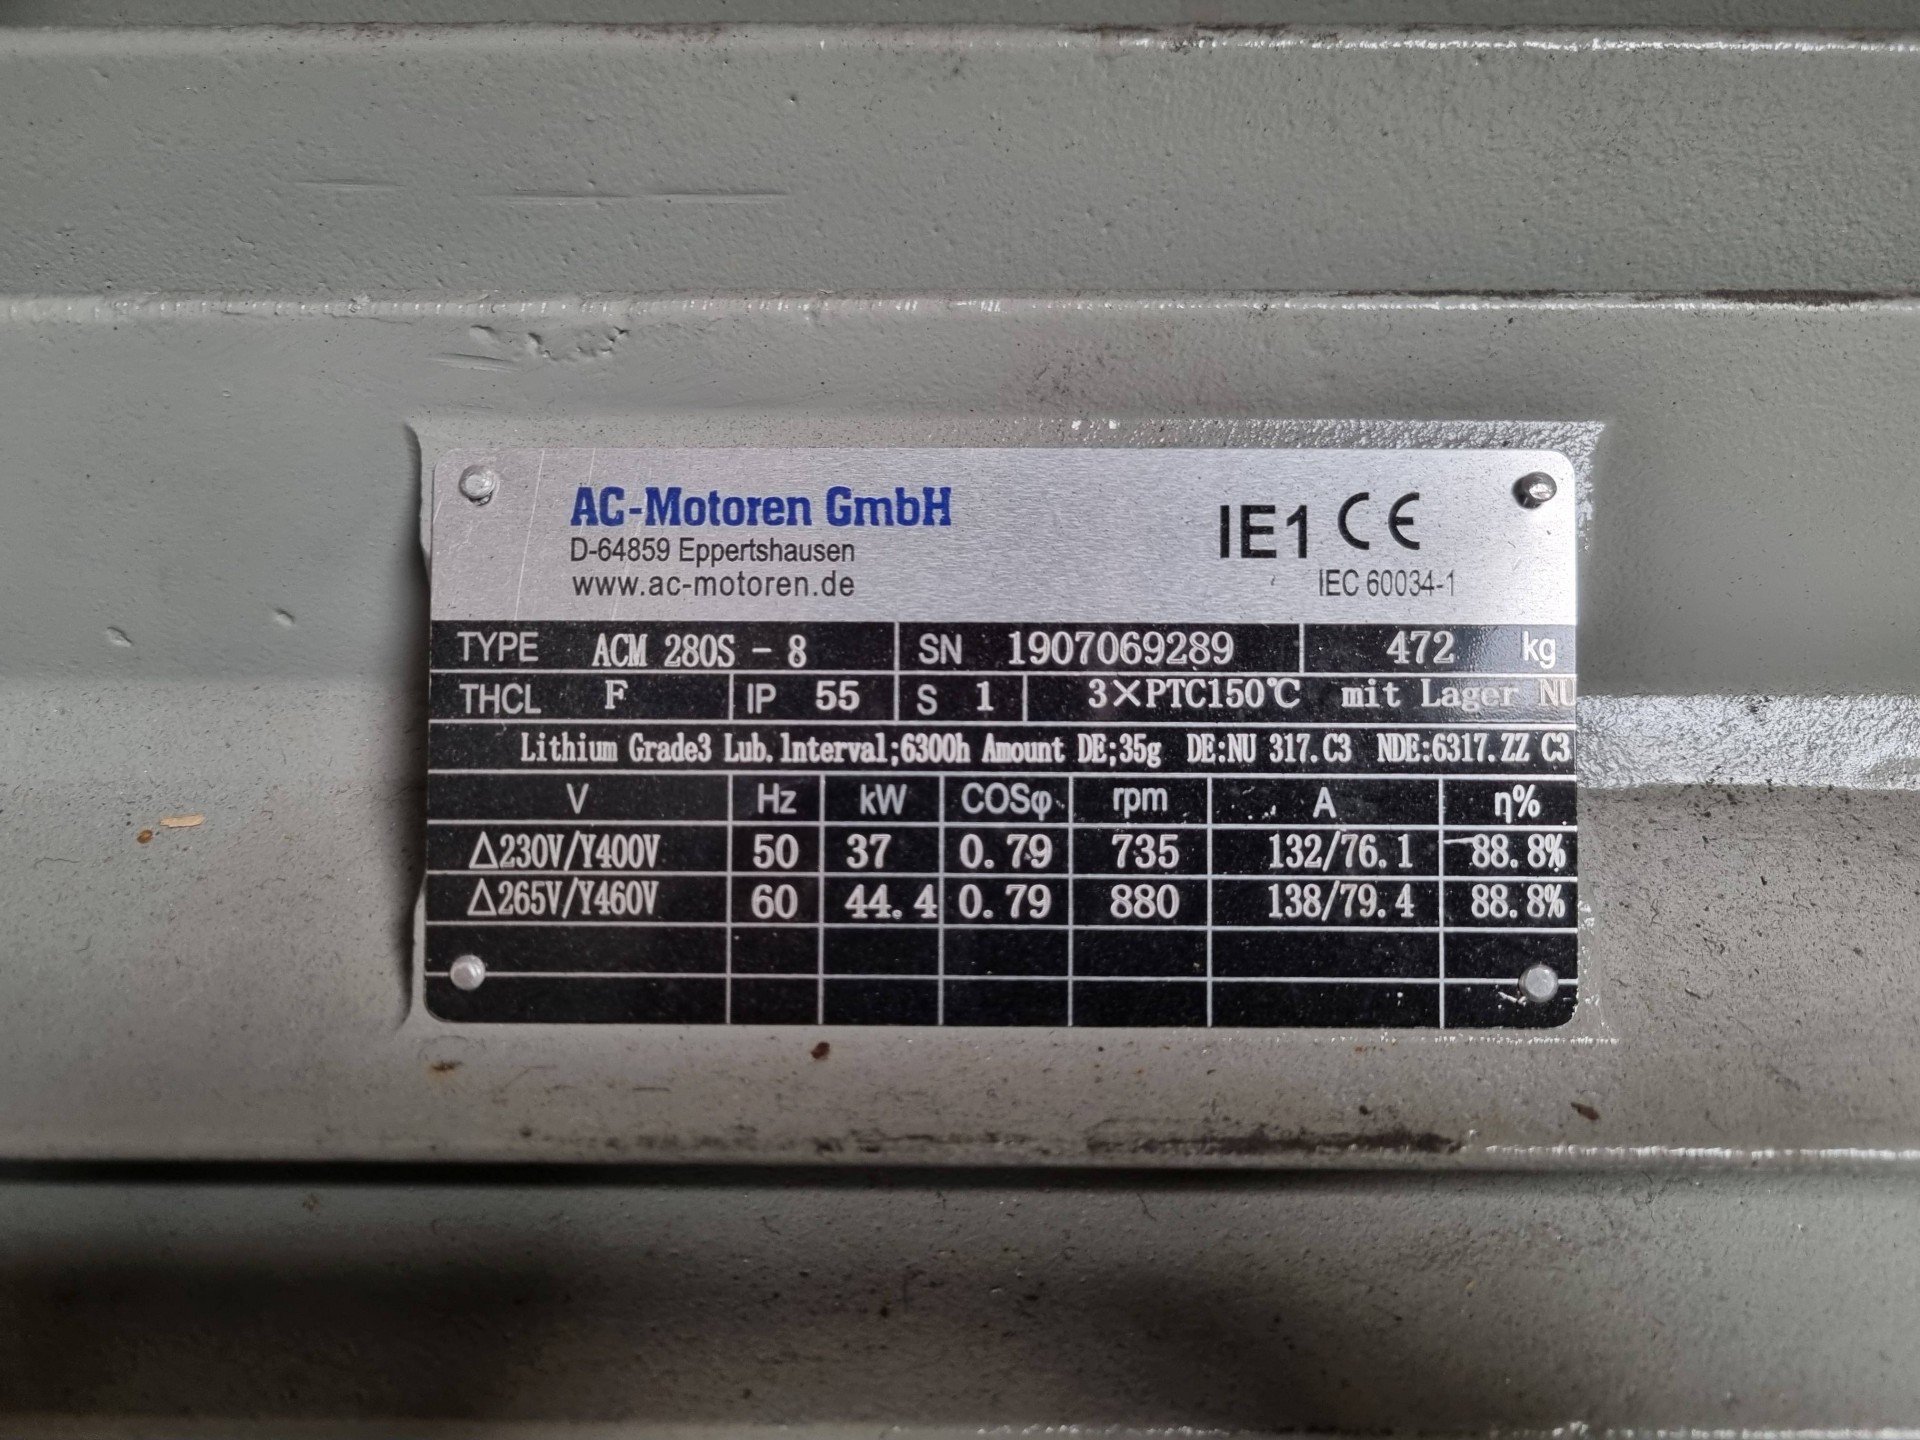 AC-Motoren GmbH
D-64859 Eppertshausen
www.ac-motoren.de
IE1 CE
IEC 60034-1
TYPE ACM 280S - 8 SN 1907069289 472 kg
THCL F IP 55 S 1 3×PTC150℃ mit Lager NU
Lithium Grade3 Lub.lnterval;6300h Amount DE;35g DE:NU 317.C3 NDE:6317.ZZ C3
V Hz kW COSφ rpm A η%
△230V/Y400V 50 37 0.79 735 132/76.1 88.8%
△265V/Y460V 60 44.4 0.79 880 138/79.4 88.8%